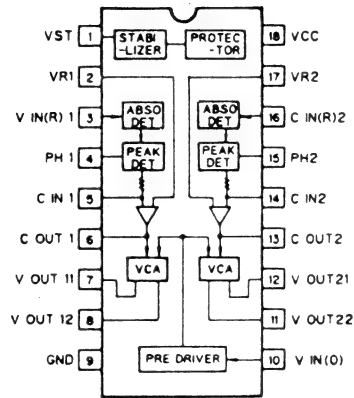 VST 1 STABI -LIZER PROTEC -TOR 18 VCC
VR1 2 17 VR2
V IN(R) 1 3 ABSO DET ABSO DET 16 C IN(R)2
PH 1 4 PEAK DET PEAK DET 15 PH2
C IN 1 5 14 C IN2
C OUT 1 6 13 C OUT2
V OUT 11 7 VCA VCA 12 V OUT21
V OUT 12 8 11 V OUT22
GND 9 PRE DRIVER 10 V IN(O)